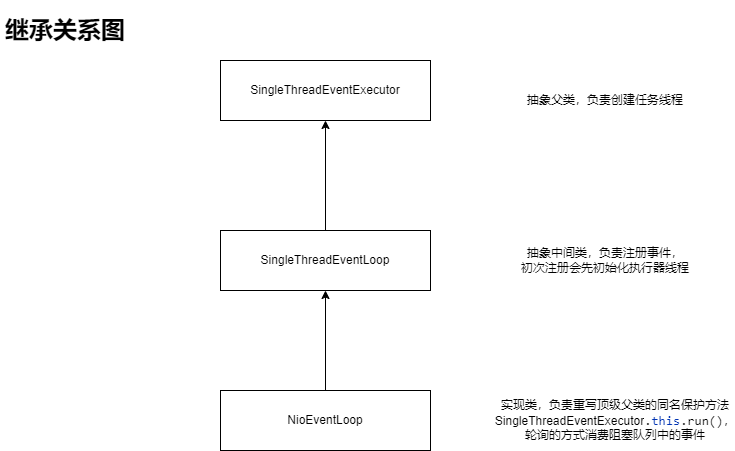 继承关系图
SingleThreadEventExecutor
抽象父类，负责创建任务线程
SingleThreadEventLoop
抽象中间类，负责注册事件，
初次注册会先初始化执行器线程
NioEventLoop
实现类，负责重写顶级父类的同名保护方法
SingleThreadEventExecutor.this.run()，
轮询的方式消费阻塞队列中的事件